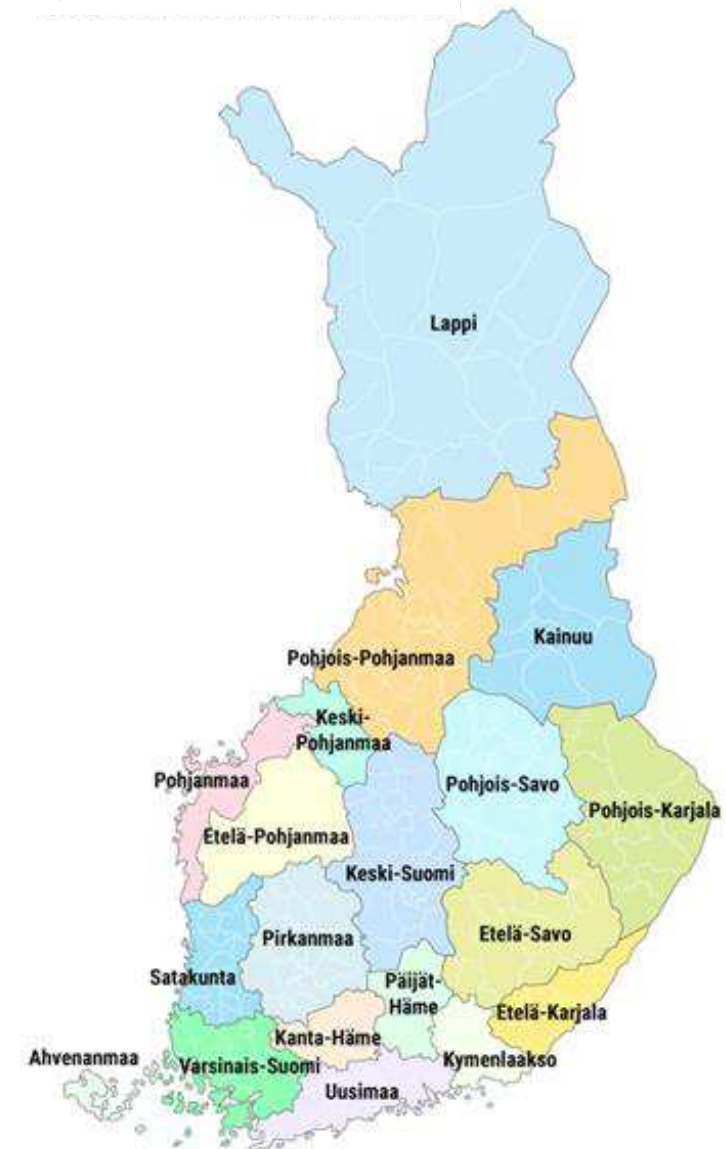 Lappi
Kainuu
Pohjois-Pohjanmaa
Keski-
Pohjanmaa
Pohjanmaa
Pohjois-Savo
Pohjois-Karjala
Etelä-Pohjanmaa
Keski-Suomi
Etelä-Savo
Pirkanmaa
Satakunta
Päijät-
Häme
Etelä-Karjala
Kanta-Häme
Ahvenanmaa
Varsinais-Suomi
Kymenlaakso
Uusimaa